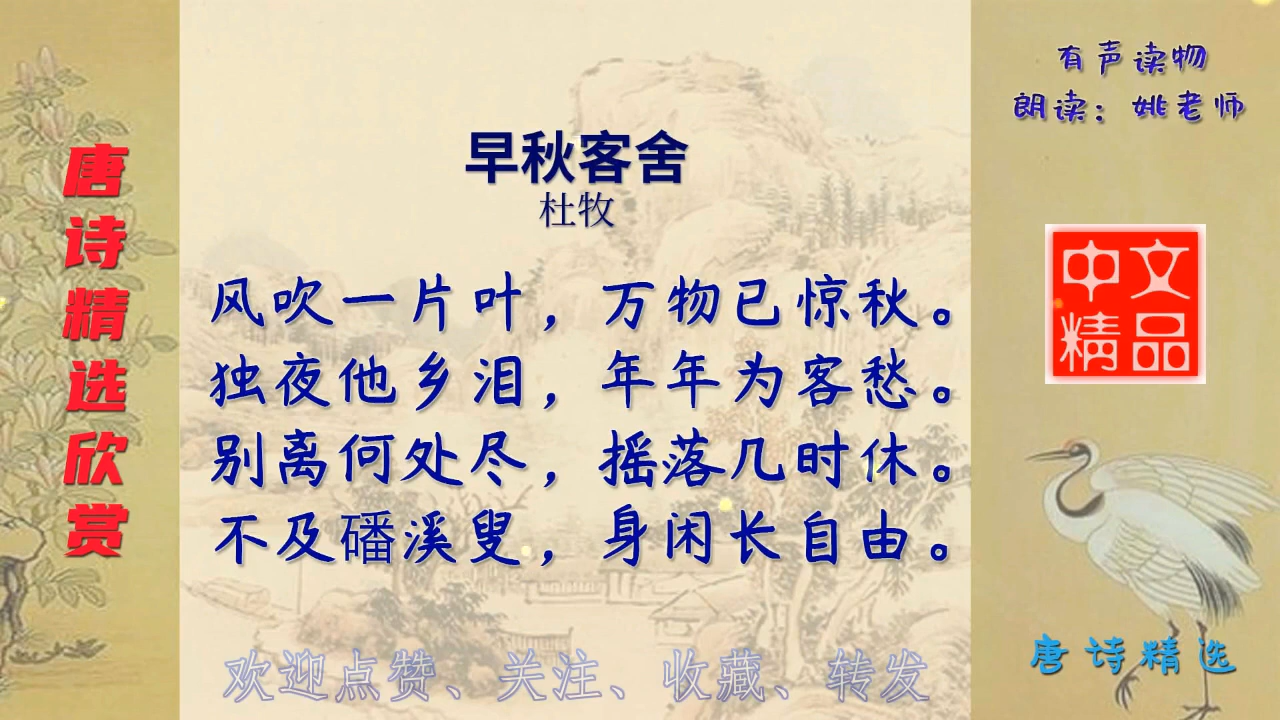 唐诗精选欣赏
早秋客舍
杜牧
风吹一片叶，万物已惊秋。
独夜他乡泪，年年为客愁。
别离何处尽，摇落几时休。
不及磻溪叟，身闲长自由。
欢迎点赞、关注、收藏、转发
有声读物
朗读：姚老师
中文
精品
唐诗精选